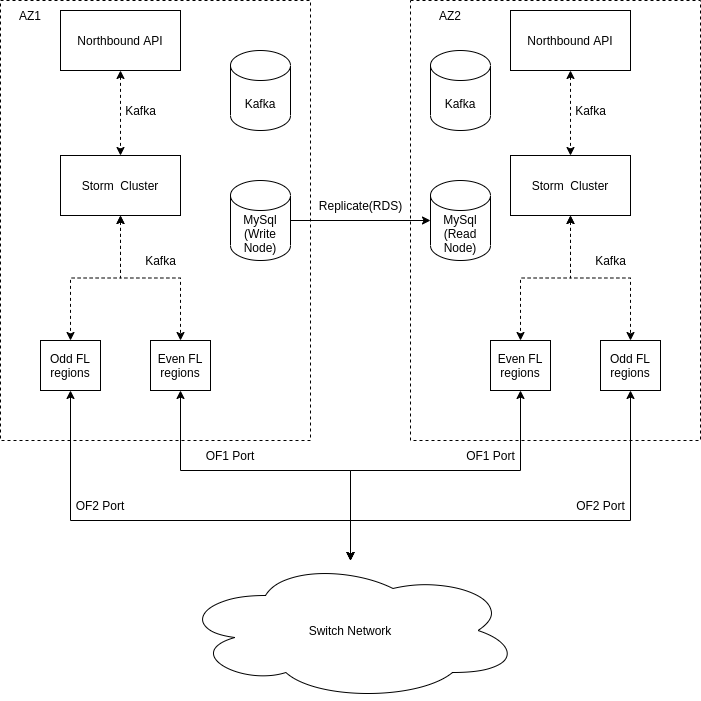 AZ1
AZ2
Northbound API
Northbound API
Kafka
Kafka
Kafka
Kafka
Storm  Cluster
Storm  Cluster
MySql
(Write
Node)
Replicate(RDS)
MySql
(Read
Node)
Kafka
Kafka
Odd FL
regions
Even FL
regions
Even FL
regions
Odd FL
regions
OF1 Port
OF1 Port
OF2 Port
OF2 Port
Switch Network